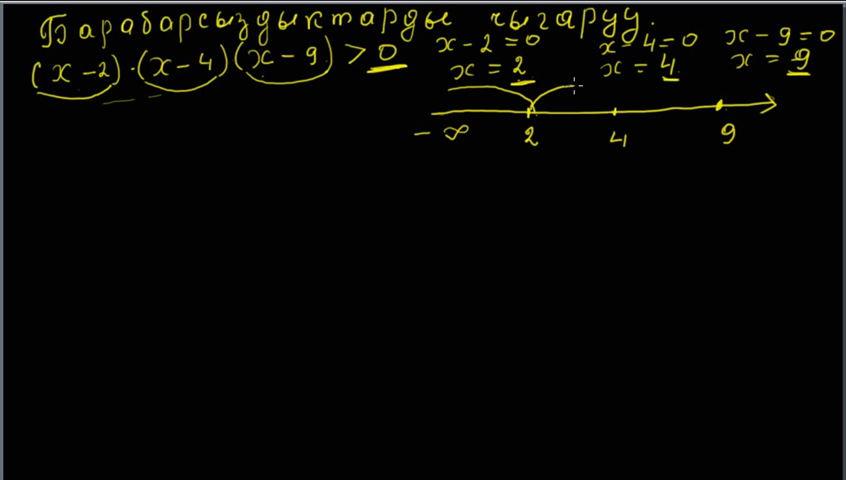 Барабарсыздыктарды чыгаруу.
(x-2)·(x-4)(x-9)>0
x-2=0 x-4=0 x-9=0
x=2 x=4 x=9
-∞ 2 4 9